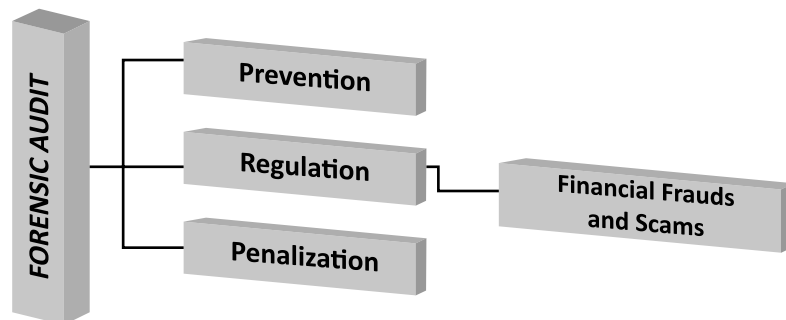 FORENSIC AUDIT
Prevention
Regulation
Penalization
Financial Frauds
and Scams